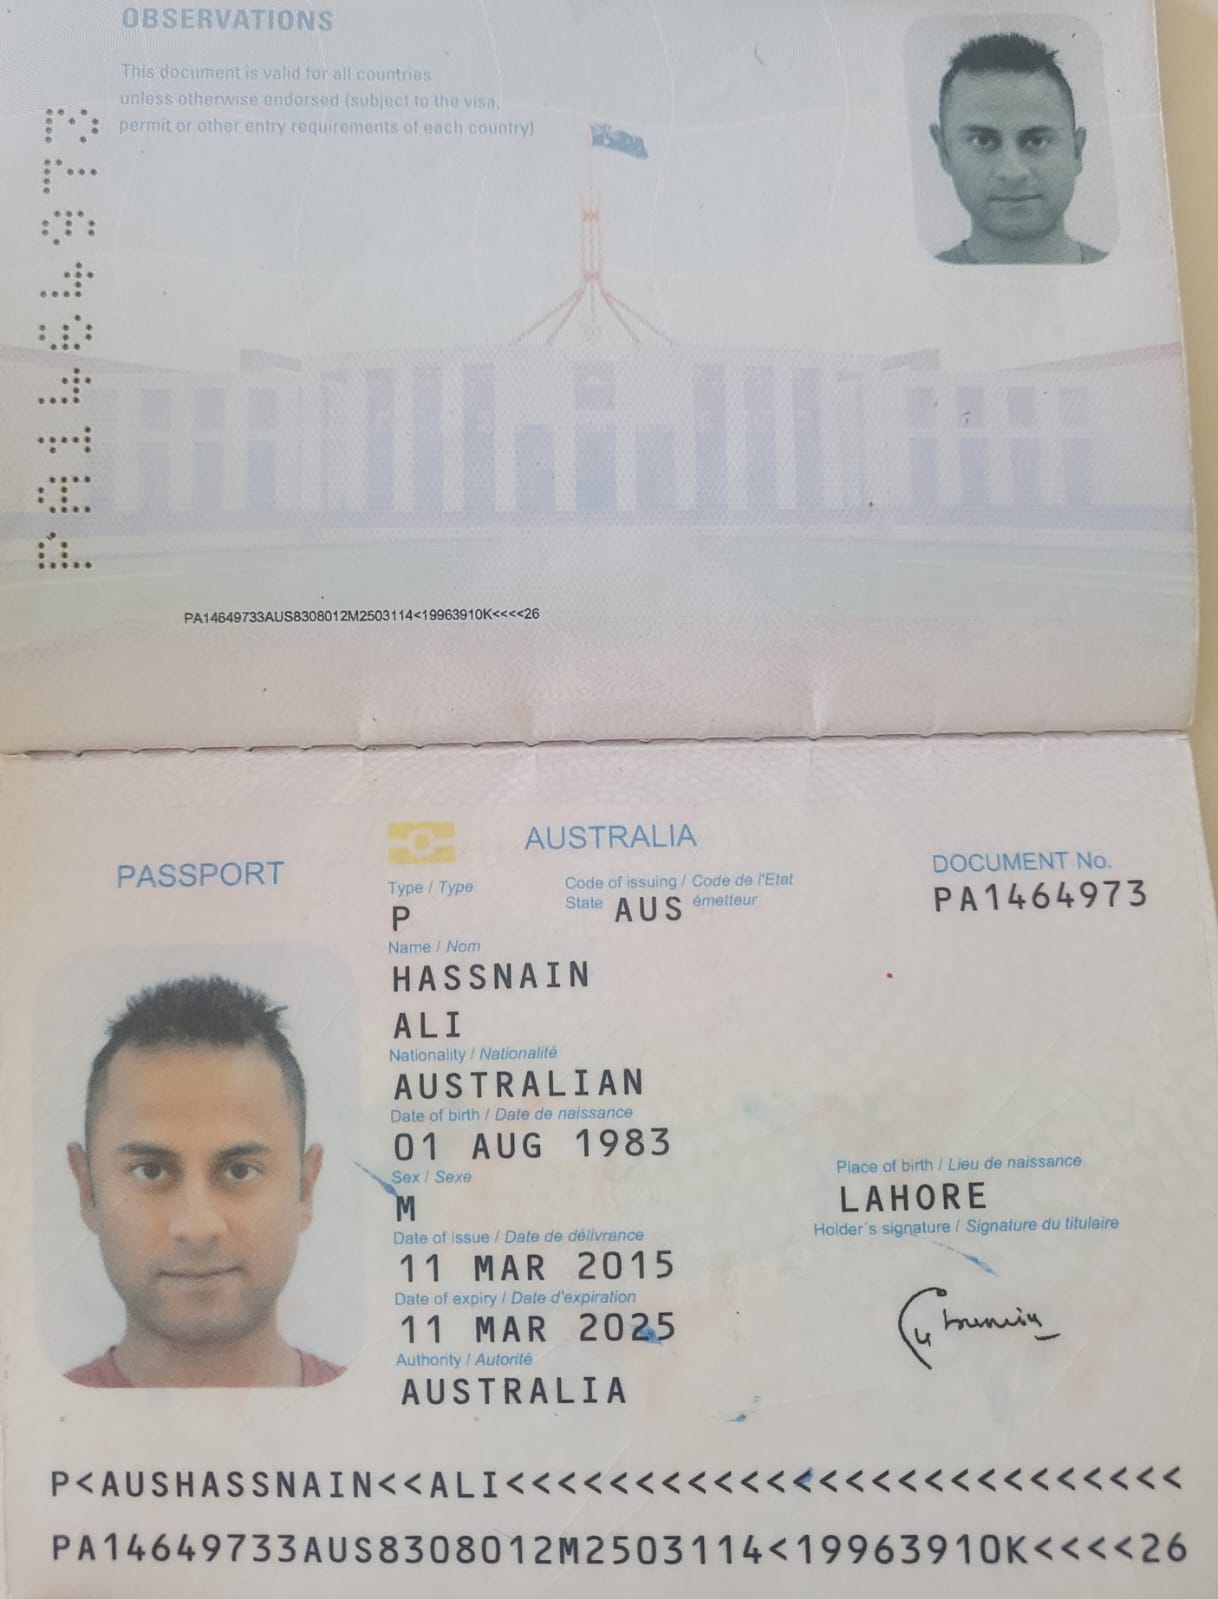 OBSERVATIONS
This document is valid for all countries
unless otherwise endorsed (subject to the visa,
permit or other entry requirements of each country)
PA1464973
PA14649733AUS8308012M2503114<19963910K<<<<26
PASSPORT
AUSTRALIA
Type / Type
P
Code of issuing / Code de l'Etat
State AUS émetteur
DOCUMENT No.
PA1464973
Name / Nom
HASSNAIN
ALI
Nationality / Nationalité
AUSTRALIAN
Date of birth / Date de naissance
01 AUG 1983
Sex / Sexe
M
Place of birth / Lieu de naissance
LAHORE
Holder's signature / Signature du titulaire
Date of issue / Date de délivrance
11 MAR 2015
Date of expiry / Date d'expiration
11 MAR 2025
Authority / Autorité
AUSTRALIA
P<AUSHASSNAIN<<ALI<<<<<<<<<<<<<<<<<<<<<<<<<<
PA14649733AUS8308012M2503114<19963910K<<<<26